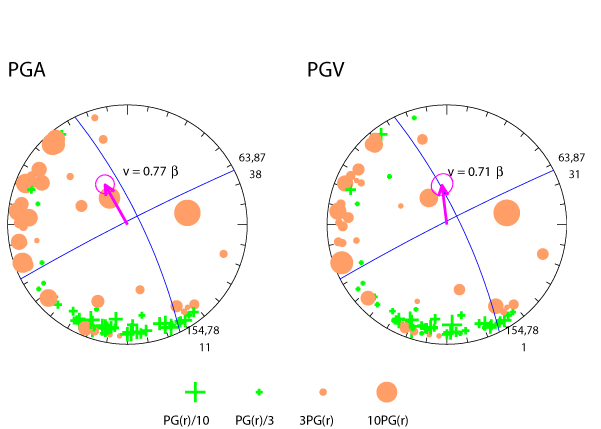 PGA
PGV
63,87
38
v = 0.77 β
154,78
11
63,87
31
v = 0.71 β
154,78
1
PG(r)/10
PG(r)/3
3PG(r)
10PG(r)